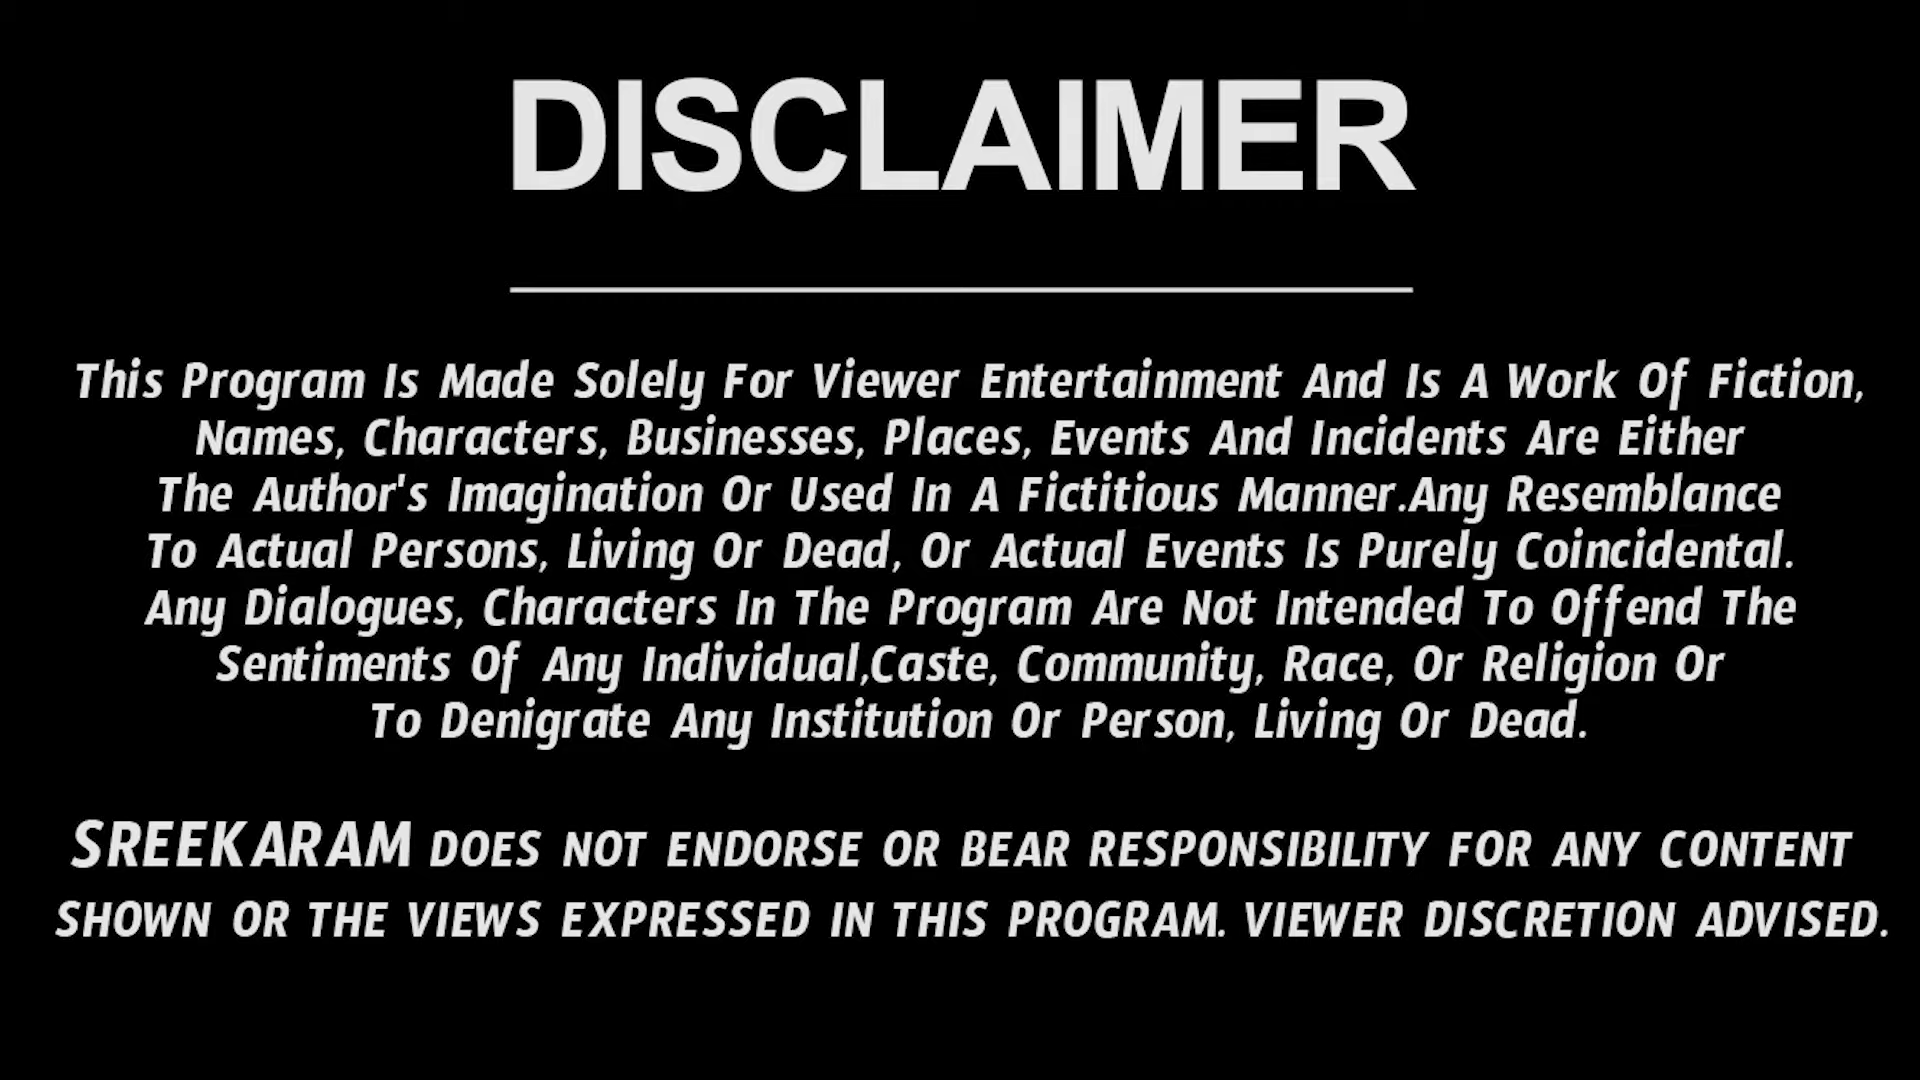 DISCLAIMER
This Program Is Made Solely For Viewer Entertainment And Is A Work Of Fiction,
Names, Characters, Businesses, Places, Events And Incidents Are Either
The Author's Imagination Or Used In A Fictitious Manner.Any Resemblance
To Actual Persons, Living Or Dead, Or Actual Events Is Purely Coincidental.
Any Dialogues, Characters In The Program Are Not Intended To Offend The
Sentiments Of Any Individual,Caste, Community, Race, Or Religion Or
To Denigrate Any Institution Or Person, Living Or Dead.
SREEKARAM DOES NOT ENDORSE OR BEAR RESPONSIBILITY FOR ANY CONTENT
SHOWN OR THE VIEWS EXPRESSED IN THIS PROGRAM. VIEWER DISCRETION ADVISED.